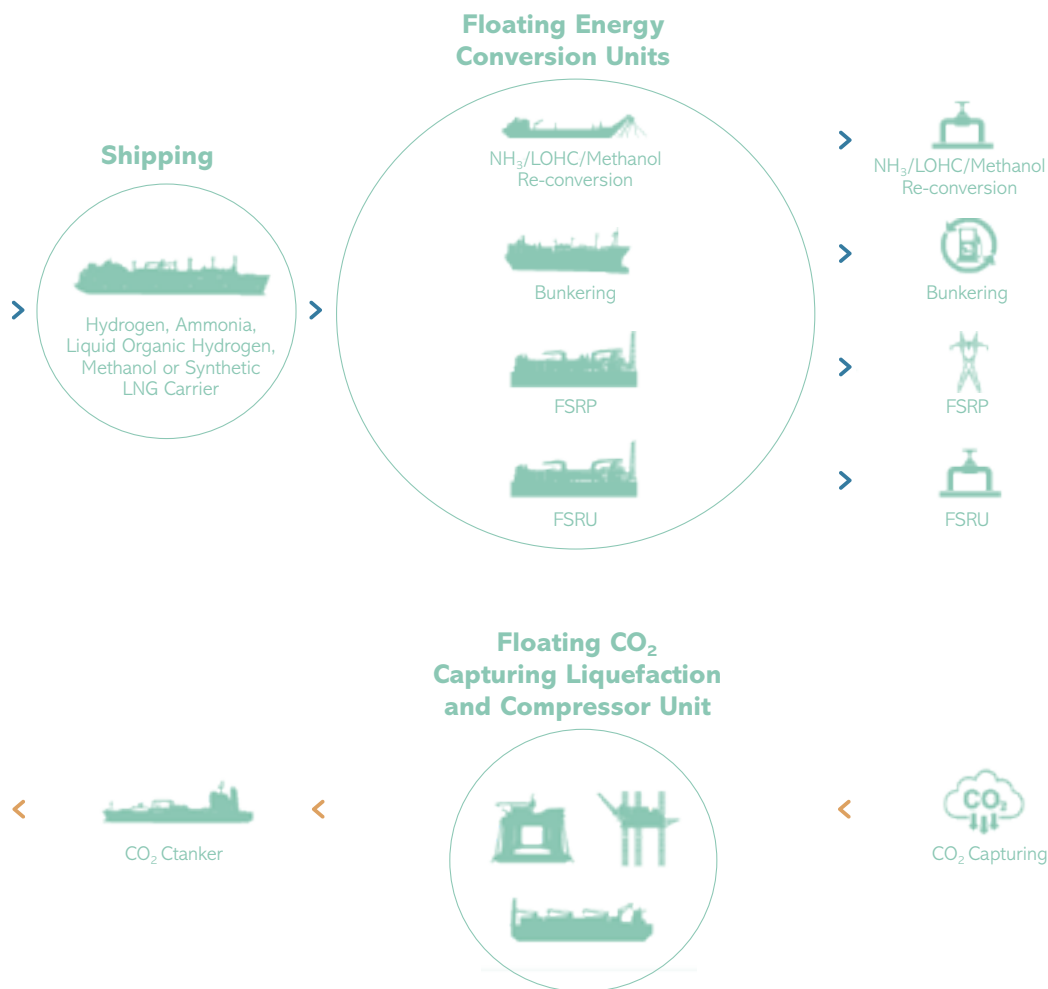 Floating Energy
Conversion Units
Shipping
Hydrogen, Ammonia,
Liquid Organic Hydrogen,
Methanol or Synthetic
LNG Carrier
NH₃/LOHC/Methanol
Re-conversion
Bunkering
FSRP
FSRU
NH₃/LOHC/Methanol
Re-conversion
Bunkering
FSRP
FSRU
Floating CO₂
Capturing Liquefaction
and Compressor Unit
CO₂ Ctanker
CO₂
CO₂ Capturing